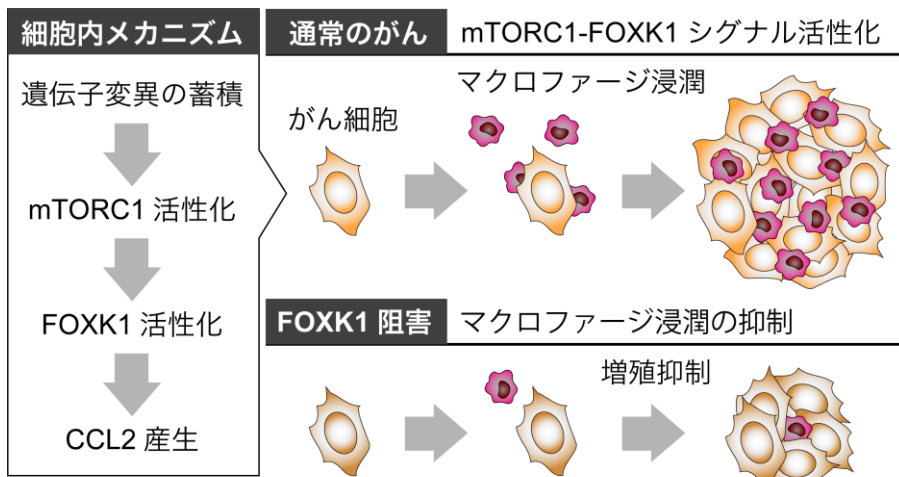 細胞内メカニズム
遺伝子変異の蓄積
mTORC1 活性化
FOXK1 活性化
CCL2 産生
通常のがん
mTORC1-FOXK1 シグナル活性化
がん細胞
マクロファージ浸潤
FOXK1 阻害
マクロファージ浸潤の抑制
増殖抑制